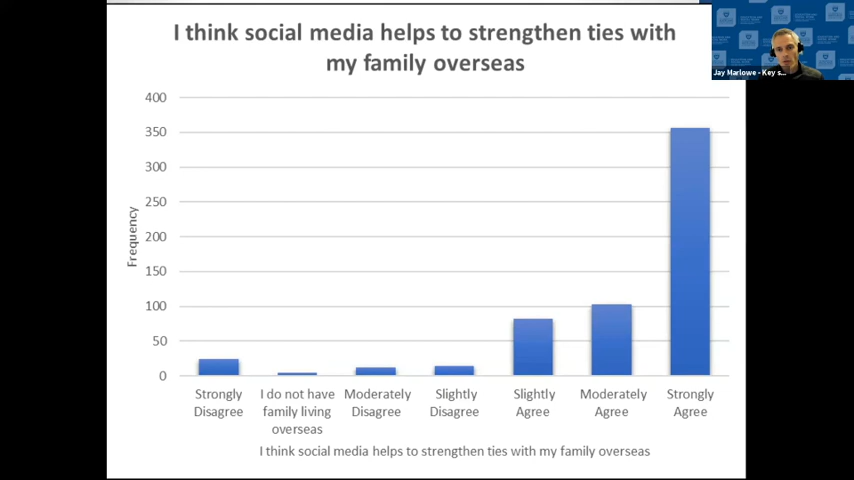 I think social media helps to strengthen ties with
my family overseas
Jay Marlowe - Key s...
400
350
300
250
200
150
100
50
0
Frequency
Strongly
Disagree
I do not have
family living
overseas
Moderately
Disagree
Slightly
Disagree
Slightly
Agree
Moderately
Agree
Strongly
Agree
I think social media helps to strengthen ties with my family overseas